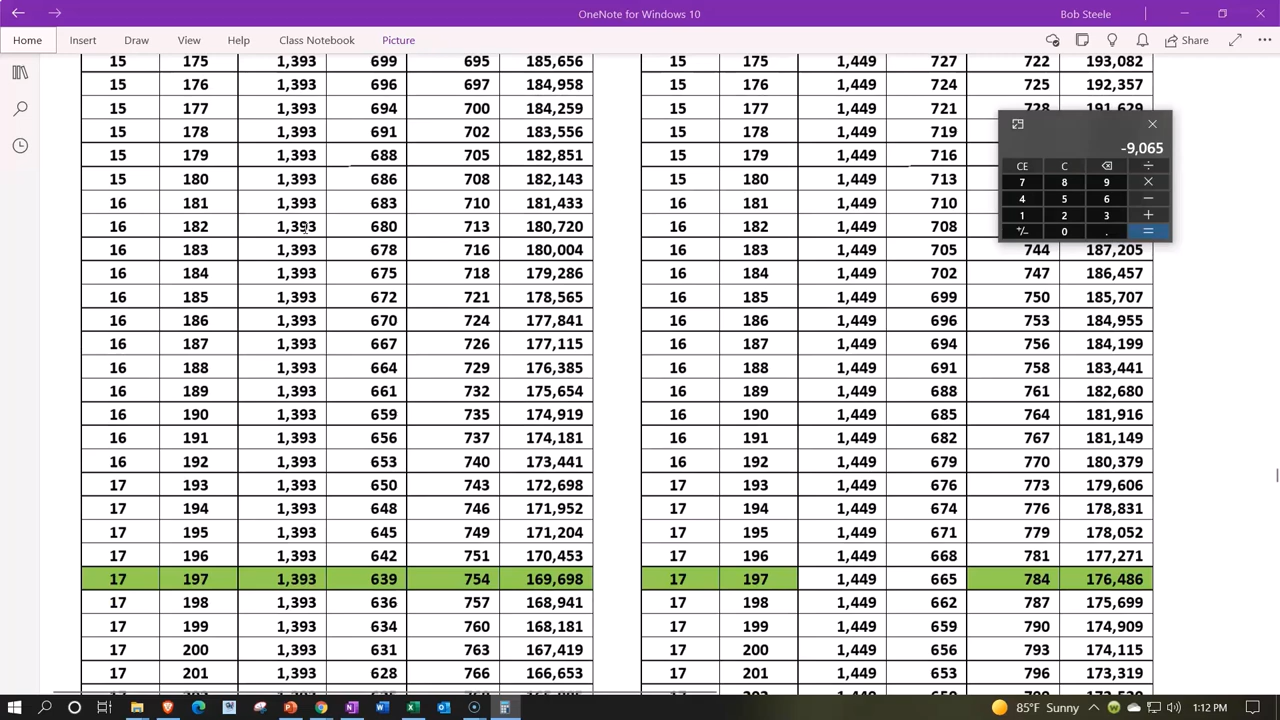 OneNote for Windows 10
Bob Steele
Home Insert Draw View Help Class Notebook Picture Share
15 175 1,393 699 695 185,656 15 175 1,449 727 722 193,082
15 176 1,393 696 697 184,958 15 176 1,449 724 725 192,357
15 177 1,393 694 700 184,259 15 177 1,449 721 728 191,629
15 178 1,393 691 702 183,556 15 178 1,449 719
15 179 1,393 688 705 182,851 15 179 1,449 716
15 180 1,393 686 708 182,143 15 180 1,449 713
16 181 1,393 683 710 181,433 16 181 1,449 710
16 182 1,393 680 713 180,720 16 182 1,449 708
16 183 1,393 678 716 180,004 16 183 1,449 705 744 187,205
16 184 1,393 675 718 179,286 16 184 1,449 702 747 186,457
16 185 1,393 672 721 178,565 16 185 1,449 699 750 185,707
16 186 1,393 670 724 177,841 16 186 1,449 696 753 184,955
16 187 1,393 667 726 177,115 16 187 1,449 694 756 184,199
16 188 1,393 664 729 176,385 16 188 1,449 691 758 183,441
16 189 1,393 661 732 175,654 16 189 1,449 688 761 182,680
16 190 1,393 659 735 174,919 16 190 1,449 685 764 181,916
16 191 1,393 656 737 174,181 16 191 1,449 682 767 181,149
16 192 1,393 653 740 173,441 16 192 1,449 679 770 180,379
17 193 1,393 650 743 172,698 17 193 1,449 676 773 179,606
17 194 1,393 648 746 171,952 17 194 1,449 674 776 178,831
17 195 1,393 645 749 171,204 17 195 1,449 671 779 178,052
17 196 1,393 642 751 170,453 17 196 1,449 668 781 177,271
17 197 1,393 639 754 169,698 17 197 1,449 665 784 176,486
17 198 1,393 636 757 168,941 17 198 1,449 662 787 175,699
17 199 1,393 634 760 168,181 17 199 1,449 659 790 174,909
17 200 1,393 631 763 167,419 17 200 1,449 656 793 174,115
17 201 1,393 628 766 166,653 17 201 1,449 653 796 173,319
-9,065
CE C ⌫ ÷
7 8 9 ×
4 5 6 −
1 2 3 +
+/− 0 . =
85°F Sunny 1:12 PM